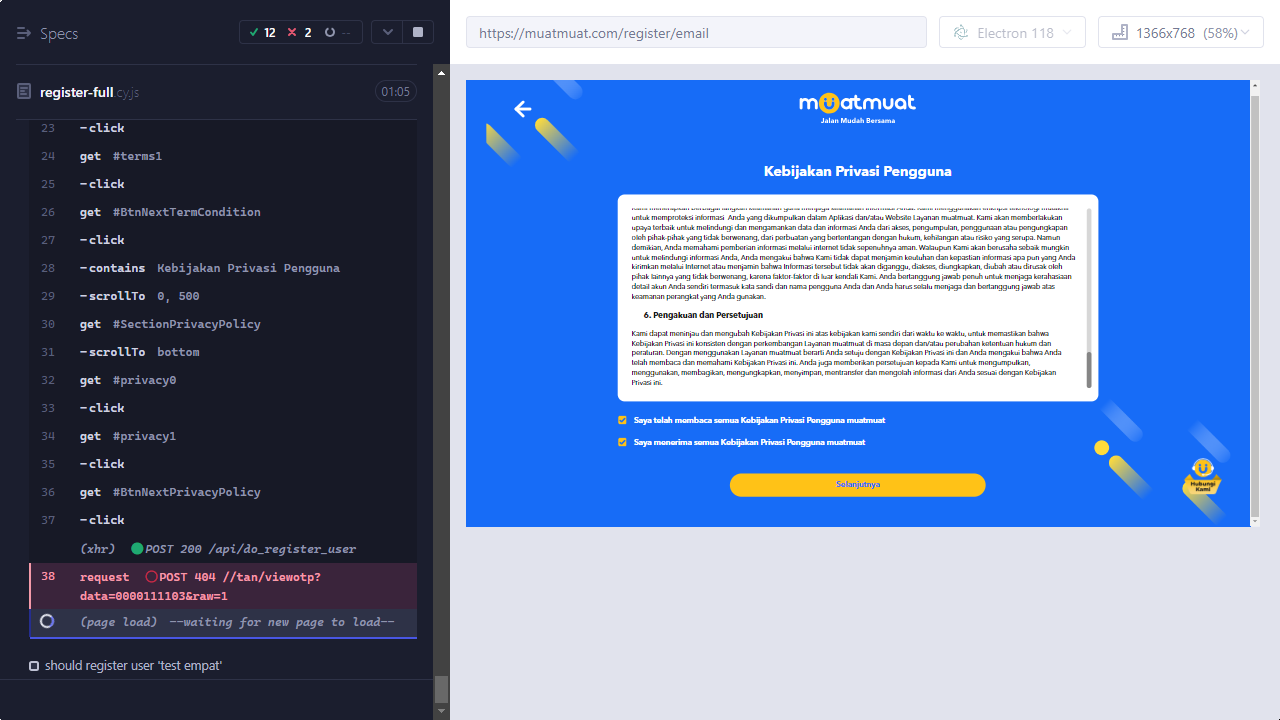 Specs
12
2
--
https://muatmuat.com/register/email
Electron 118
1366x768 (58%)
register-full.cy.js
01:05
23 -click
24 get #terms1
25 -click
26 get #BtnNextTermCondition
27 -click
28 -contains Kebijakan Privasi Pengguna
29 -scrollTo 0, 500
30 get #SectionPrivacyPolicy
31 -scrollTo bottom
32 get #privacy0
33 -click
34 get #privacy1
35 -click
36 get #BtnNextPrivacyPolicy
37 -click
(xhr) POST 200 /api/do_register_user
38 request POST 404 //tan/viewotp?
data=0000111103&raw=1
(page load) --waiting for new page to load--
should register user 'test empat'
muatmuat
Jalan Mudah Bersama
Kebijakan Privasi Pengguna
untuk memproteksi informasi Anda yang dikumpulkan dalam Aplikasi dan/atau Website Layanan muatmuat. Kami akan memberlakukan
upaya terbaik untuk melindungi dan mengamankan data dan informasi Anda dari akses, pengumpulan, penggunaan atau pengungkapan
oleh pihak-pihak yang tidak berwenang, dari perbuatan yang bertentangan dengan hukum, kehilangan atau risiko yang serupa. Namun
demikian, Anda memahami pemberian informasi melalui internet tidak sepenuhnya aman. Walaupun Kami akan berusaha sebaik mungkin
untuk melindungi informasi Anda, Anda mengakui bahwa Kami tidak dapat menjamin keutuhan dan kepastian informasi apa pun yang Anda
kirimkan melalui Internet atau menjamin bahwa Informasi tersebut tidak akan diganggu, diakses, diungkapkan, diubah atau dirusak oleh
pihak lainnya yang tidak berwenang, karena faktor-faktor di luar kendali Kami. Anda bertanggung jawab penuh untuk menjaga kerahasiaan
detail akun Anda sendiri termasuk kata sandi dan nama pengguna Anda dan Anda harus selalu menjaga dan bertanggung jawab atas
keamanan perangkat yang Anda gunakan.
6. Pengakuan dan Persetujuan
Kami dapat meninjau dan mengubah Kebijakan Privasi ini atas kebijakan kami sendiri dari waktu ke waktu, untuk memastikan bahwa
Kebijakan Privasi ini konsisten dengan perkembangan Layanan muatmuat di masa depan dan/atau perubahan ketentuan hukum dan
peraturan. Dengan menggunakan Layanan muatmuat berarti Anda setuju dengan Kebijakan Privasi ini dan Anda mengakui bahwa Anda
telah membaca dan memahami Kebijakan Privasi ini. Anda juga memberikan persetujuan kepada Kami untuk mengumpulkan,
menggunakan, membagikan, mengungkapkan, menyimpan, mentransfer dan mengolah informasi dari Anda sesuai dengan Kebijakan
Privasi ini.
Saya telah membaca semua Kebijakan Privasi Pengguna muatmuat
Saya menerima semua Kebijakan Privasi Pengguna muatmuat
Selanjutnya
Hubungi
Kami